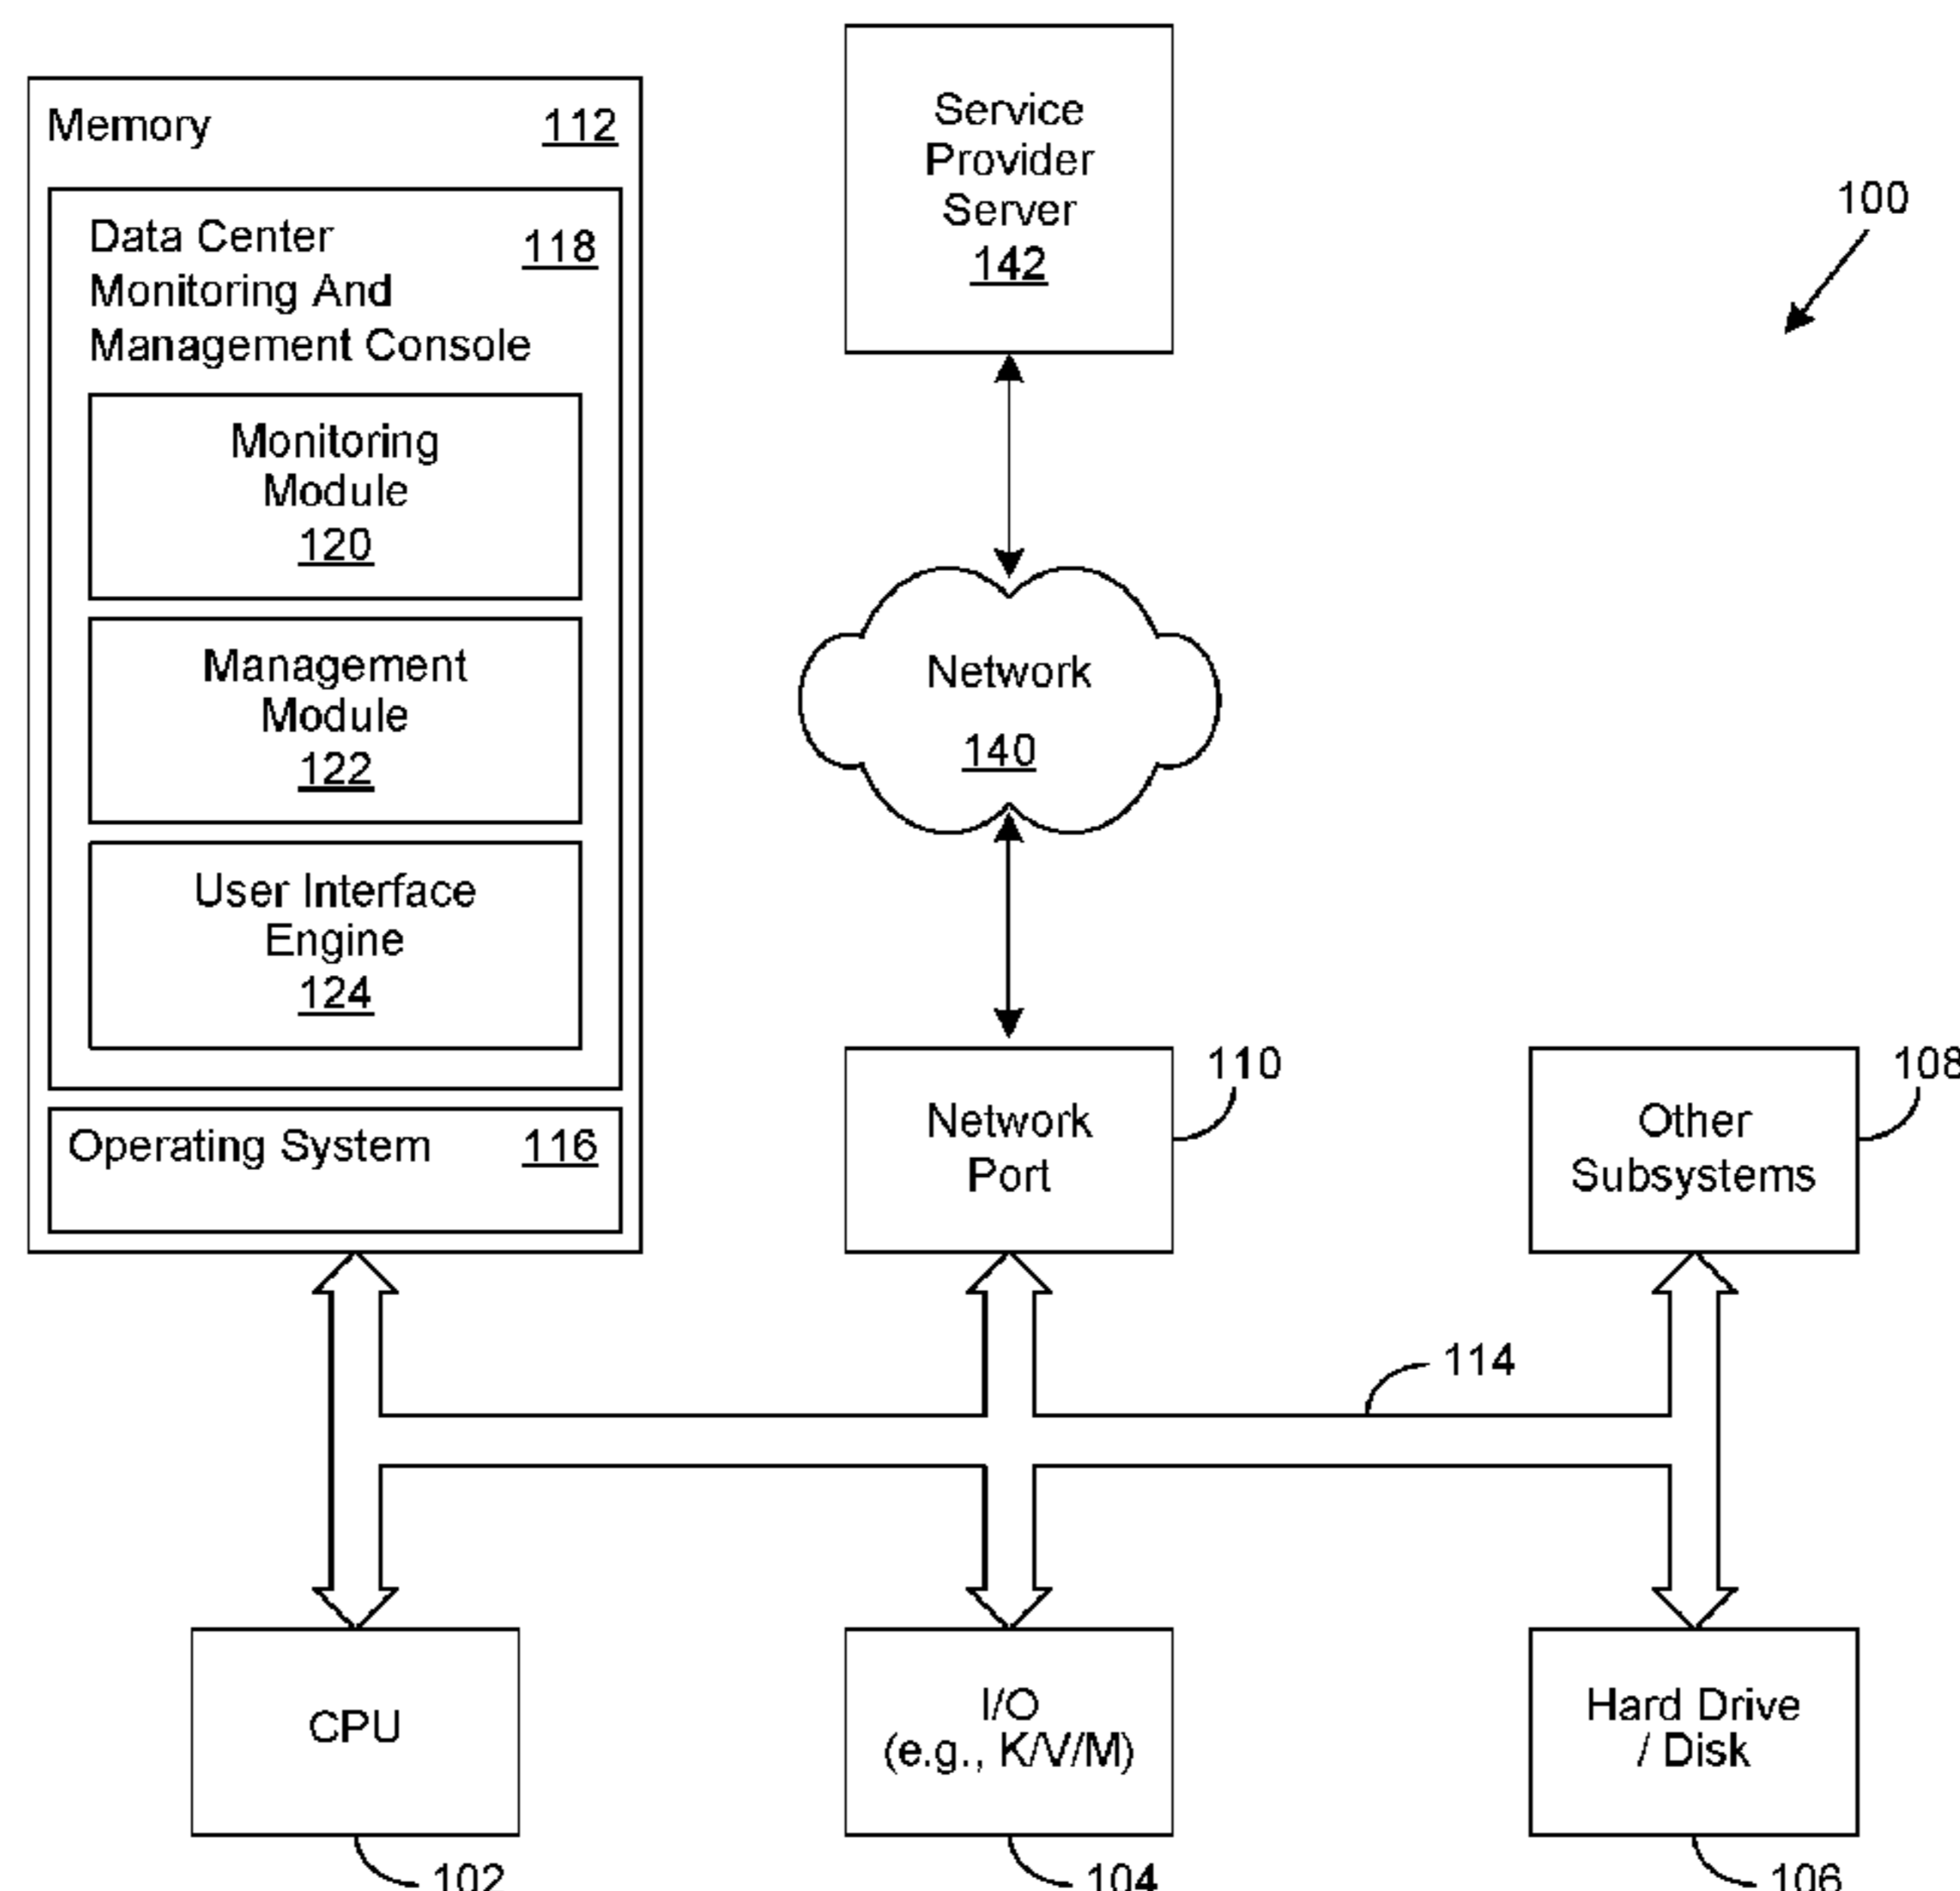 Memory 112
Data Center 118
Monitoring And
Management Console
Monitoring
Module
120
Management
Module
122
User Interface
Engine
124
Operating System 116
Service
Provider
Server
142
100
Network
140
Network
Port
110
Other
Subsystems
108
114
CPU
102
I/O
(e.g., K/V/M)
104
Hard Drive
/ Disk
106